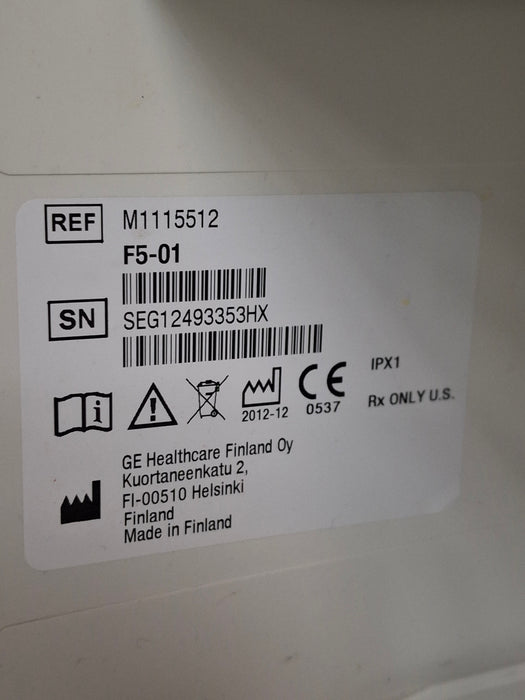 REF M1115512
F5-01
SN SEG12493353HX
2012-12
CE 0537
IPX1
Rx ONLY U.S.
GE Healthcare Finland Oy
Kuortaneenkatu 2,
FI-00510 Helsinki
Finland
Made in Finland